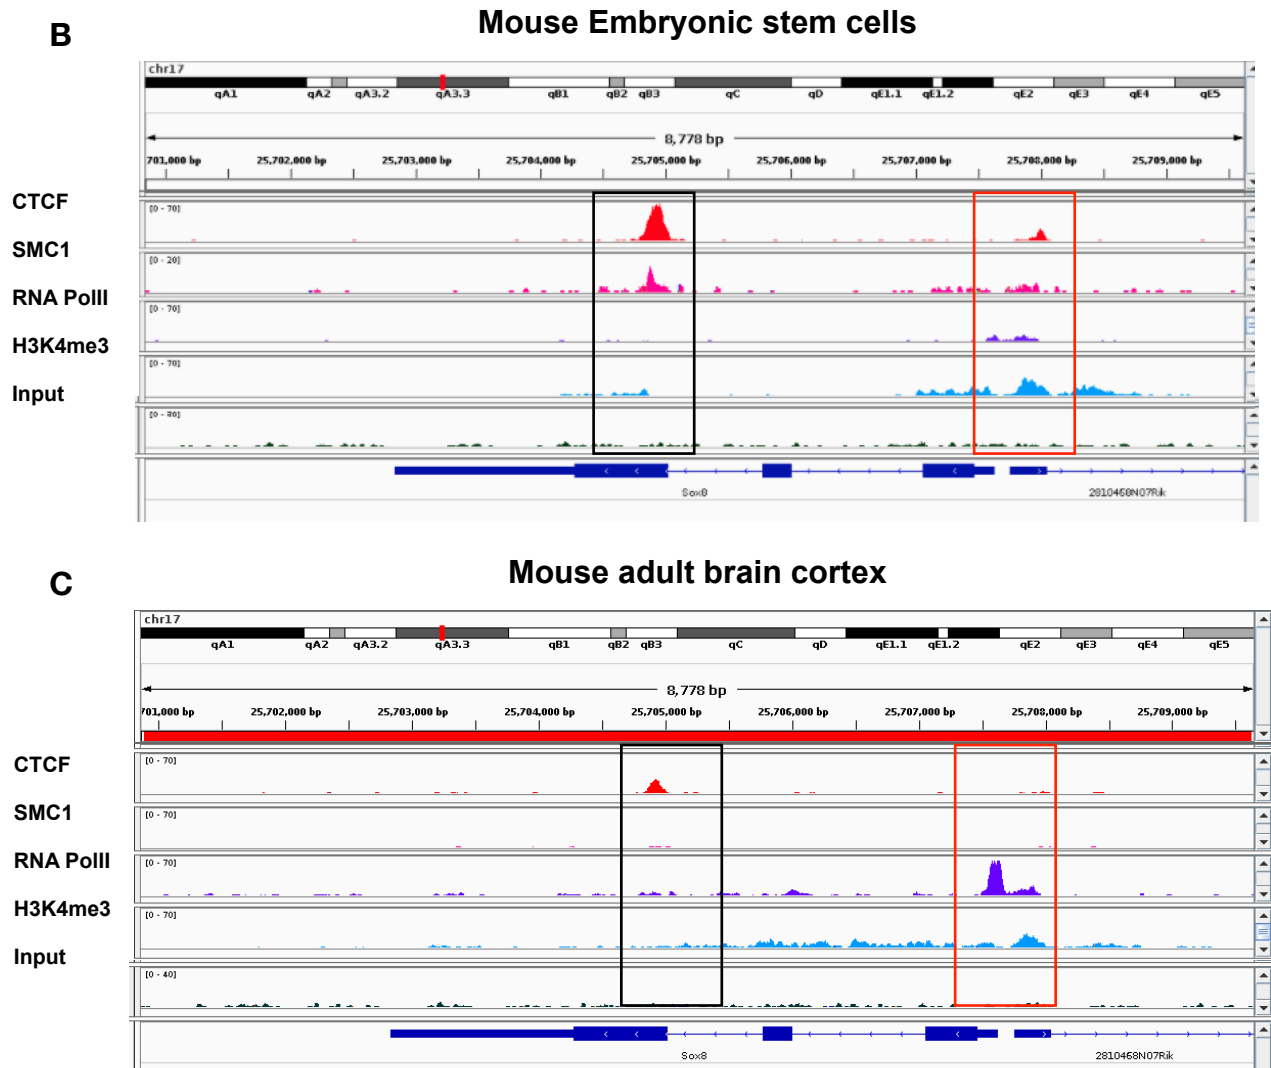 B
Mouse Embryonic stem cells
chr17
qA1 qA2 qA3.2 qA3.3 qB1 qB2 qB3 qC qD qE1.1 qE1.2 qE2 qE3 qE4 qE5
8,778 bp
701,000 bp 25,702,000 bp 25,703,000 bp 25,704,000 bp 25,705,000 bp 25,706,000 bp 25,707,000 bp 25,708,000 bp 25,709,000 bp
CTCF
[0 - 70]
SMC1
[0 - 20]
RNA PolII
[0 - 70]
H3K4me3
[0 - 70]
Input
Sox8 2810468N07Rik
C
Mouse adult brain cortex
chr17
qA1 qA2 qA3.2 qA3.3 qB1 qB2 qB3 qC qD qE1.1 qE1.2 qE2 qE3 qE4 qE5
8,778 bp
701,000 bp 25,702,000 bp 25,703,000 bp 25,704,000 bp 25,705,000 bp 25,706,000 bp 25,707,000 bp 25,708,000 bp 25,709,000 bp
CTCF
[0 - 70]
SMC1
[0 - 70]
RNA PolII
[0 - 70]
H3K4me3
[0 - 70]
Input
[0 - 40]
Sox8 2810468N07Rik